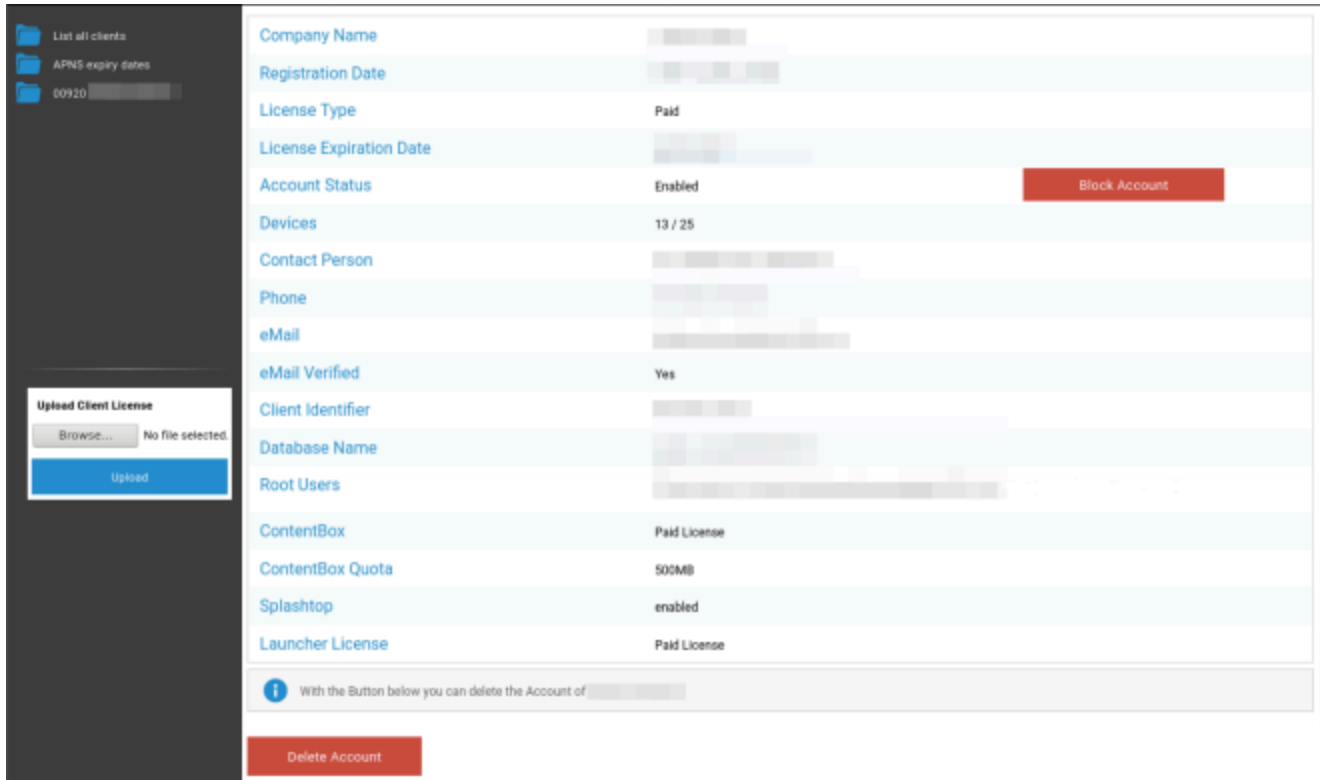 List all clients
APNS expiry dates
00920
Upload Client License
Browse... No file selected.
Upload
Company Name
Registration Date
License Type Paid
License Expiration Date
Account Status Enabled Block Account
Devices 13 / 25
Contact Person
Phone
eMail
eMail Verified Yes
Client Identifier
Database Name
Root Users
ContentBox Paid License
ContentBox Quota 500MB
Splashtop enabled
Launcher License Paid License
With the Button below you can delete the Account of
Delete Account